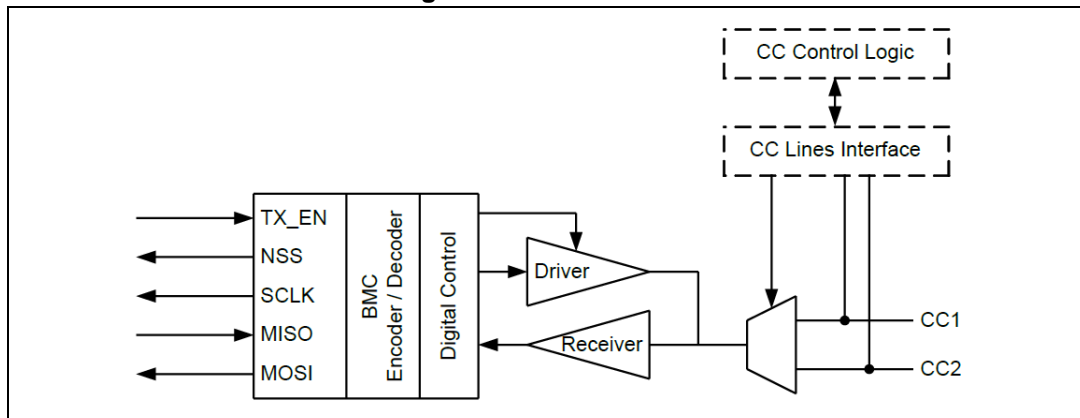 CC Control Logic
CC Lines Interface
TX_EN
NSS
SCLK
MISO
MOSI
BMC
Encoder / Decoder
Digital Control
Driver
Receiver
CC1
CC2